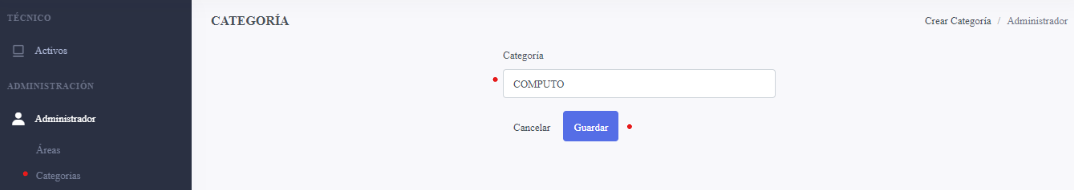 TÉCNICO
Activos
ADMINISTRACIÓN
Administrador
Áreas
Categorías
CATEGORÍA
Crear Categoría / Administrador
Categoría
COMPUTO
Cancelar Guardar